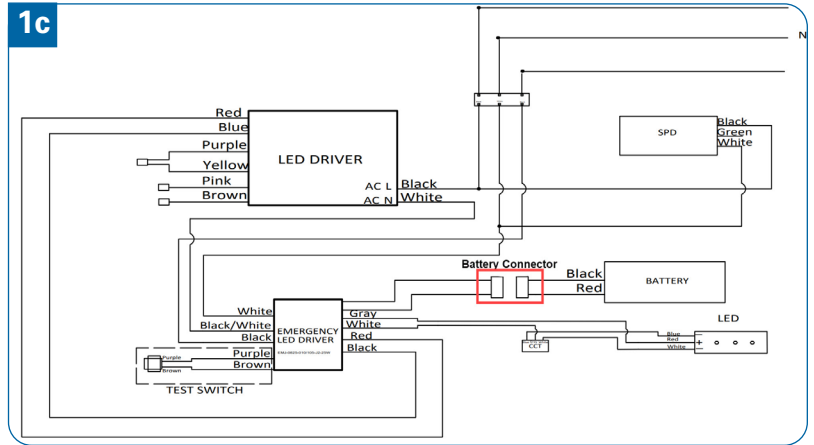 1c
N
Red
Blue
Purple
Yellow
Pink
Brown
LED DRIVER
AC L
AC N
Black
White
SPD
Black
Green
White
Battery Connector
Black
Red
BATTERY
LED
White
Black/White
Black
Purple
Brown
EMERGENCY
LED DRIVER
Gray
White
Red
Black
Purple
Brown
TEST SWITCH
CCT
Blue
Red
White